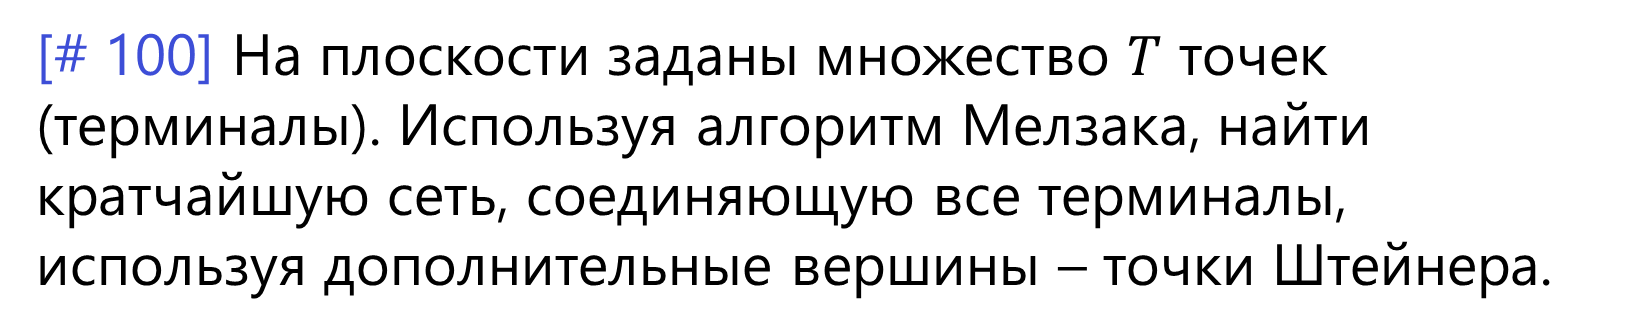 [# 100] На плоскости заданы множество T точек
(терминалы). Используя алгоритм Мелзака, найти
кратчайшую сеть, соединяющую все терминалы,
используя дополнительные вершины – точки Штейнера.